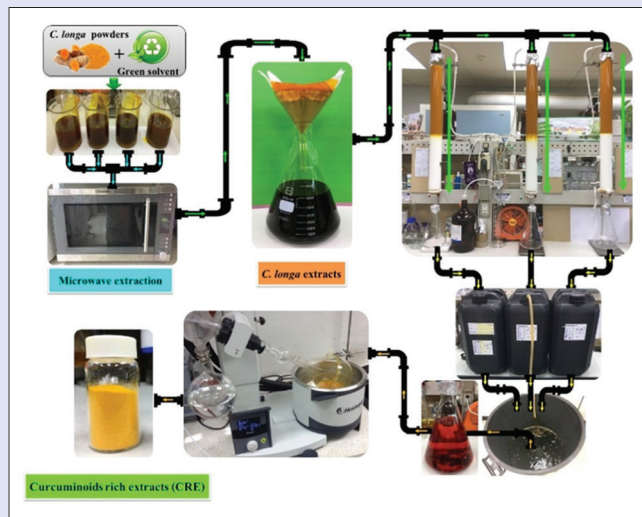 C. longa powders
+
Green solvent
Microwave extraction
C. longa extracts
Curcuminoids rich extracts (CRE)